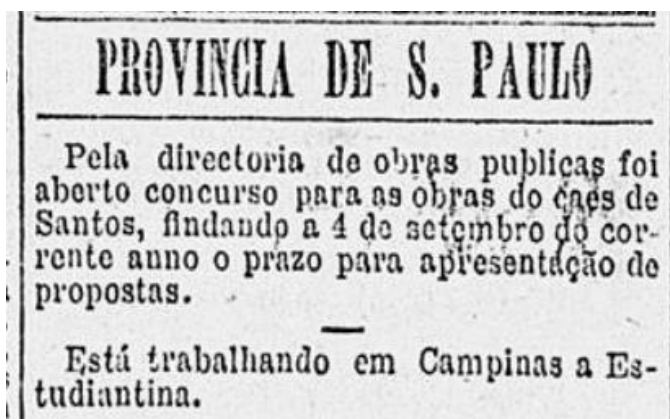 PROVINCIA DE S. PAULO
Pela directoria de obras publicas foi
aberto concurso para as obras do caes de
Santos, findando a 4 de setembro do cor-
rente anno o prazo para apresentação de
propostas.
Está trabalhando em Campinas a Es-
tudiantina.